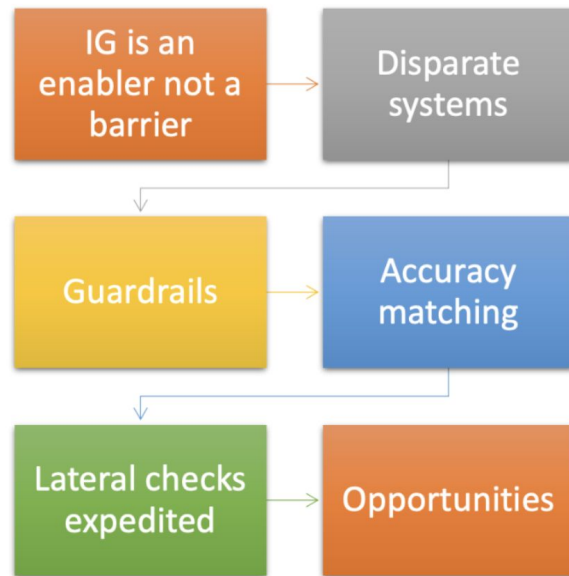 IG is an
enabler not a
barrier
Disparate
systems
Guardrails
Accuracy
matching
Lateral checks
expedited
Opportunities